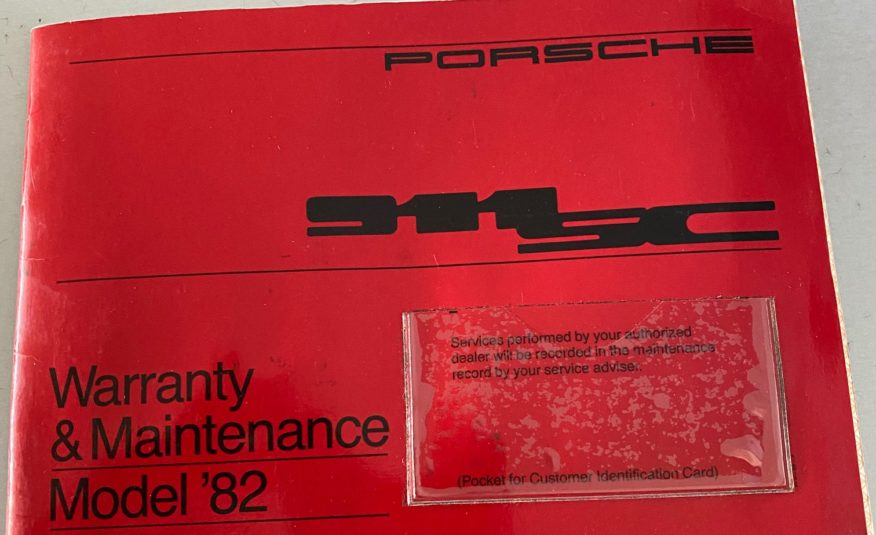 PORSCHE
911SC
Services performed by your authorized
dealer will be recorded in the maintenance
record by your service adviser.
Warranty
& Maintenance
Model '82
(Pocket for Customer Identification Card)